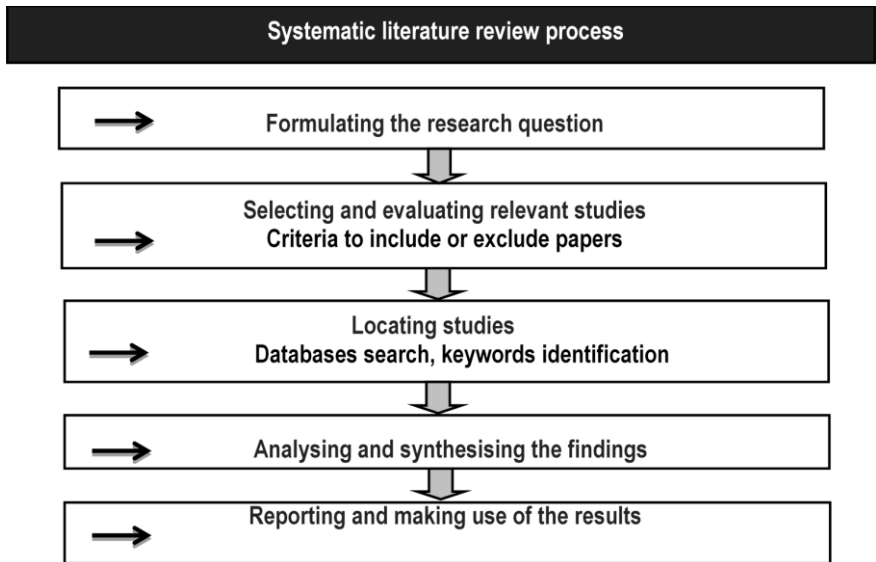 Systematic literature review process
Formulating the research question
Selecting and evaluating relevant studies
Criteria to include or exclude papers
Locating studies
Databases search, keywords identification
Analysing and synthesising the findings
Reporting and making use of the results